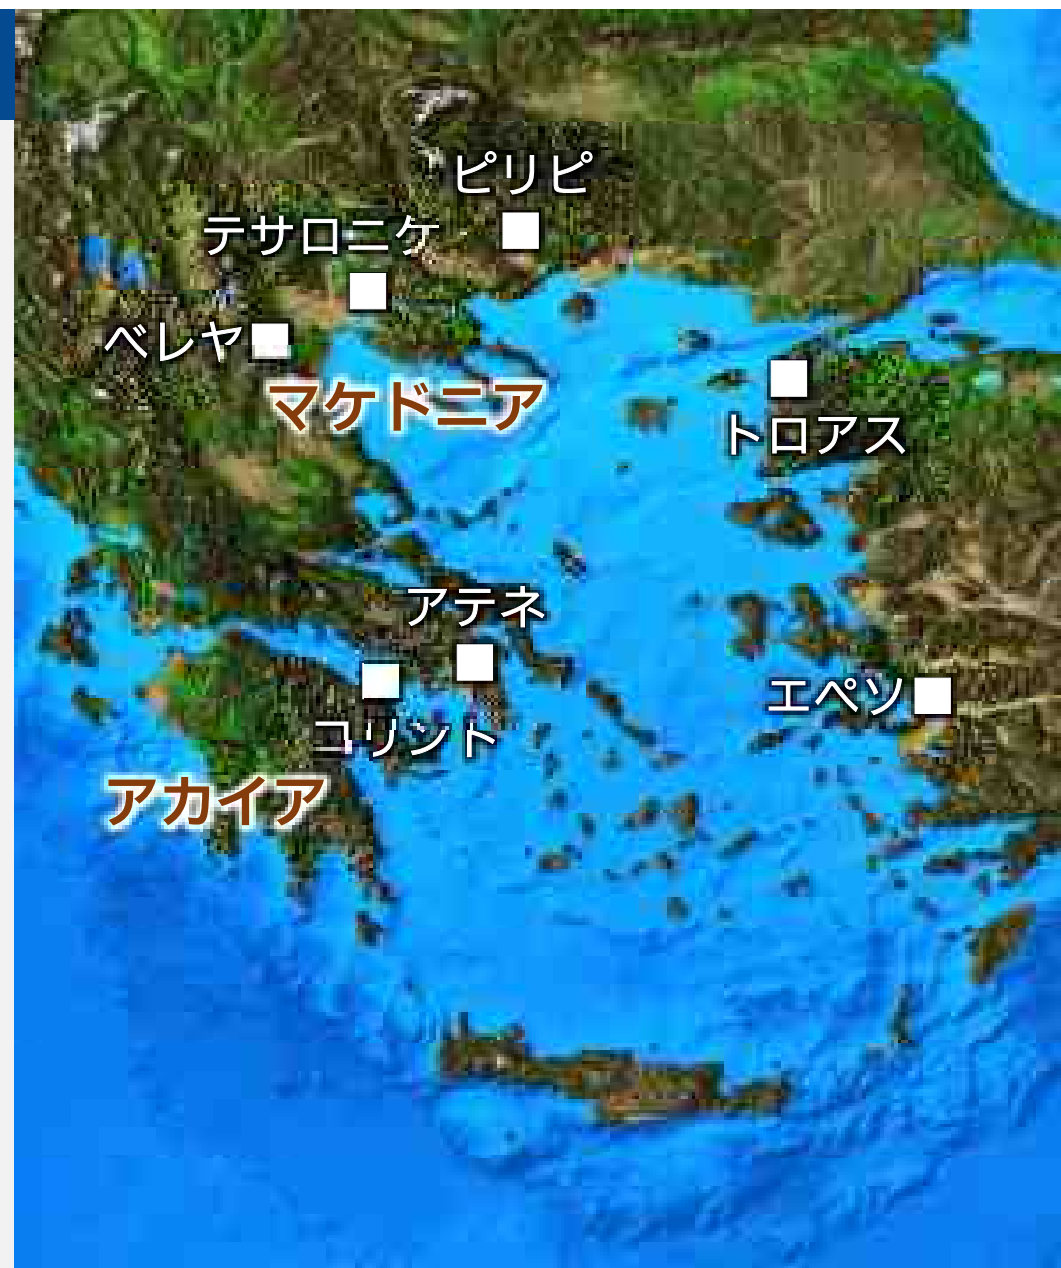 ピリピ
テサロニケ
ベレヤ
マケドニア
トロアス
アテネ
エペソ
コリント
アカイア